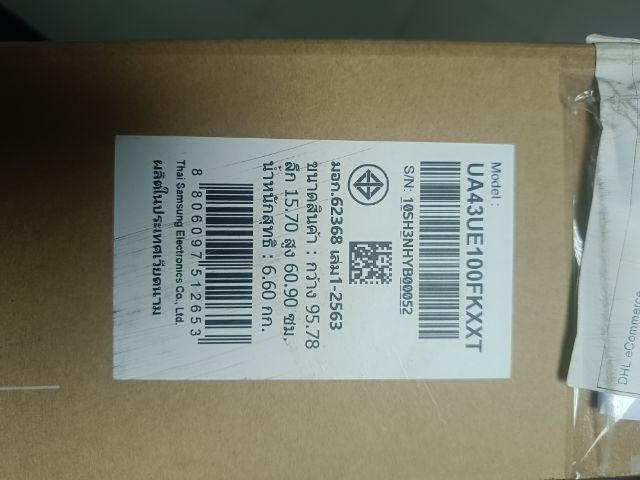 Model :
UA43UE100FKXXT
S/N: 10SH3NHYB00052
มอก.62368 เล่ม1-2563
ขนาดสินค้า : กว้าง 95.78
ลึก 15.70 สูง 60.90 ซม.
น้ำหนักสุทธิ : 6.60 กก.
8 806097 512653
Thai Samsung Electronics Co., Ltd.
ผลิตในประเทศเวียดนาม
DHL eCommerce